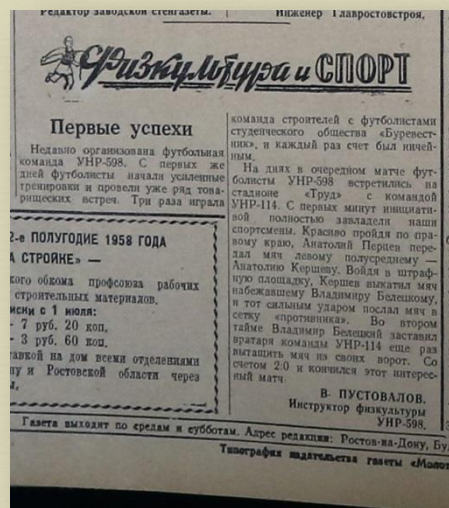 Редактор заводской стенгазеты.
Инженер Главростовстроя,
Физкультура и СПОРТ
Первые успехи
Недавно организована футбольная
команда УНР-598. С первых же
дней футболисты начали усиленные
тренировки и провели уже ряд това-
рищеских встреч. Три раза играла
команда строителей с футболистами
студенческого общества «Буревест-
ник», и каждый раз счет был ничей-
ным.
На днях в очередном матче фут-
болисты УНР-598 встретились на
стадионе «Труд» с командой
УНР-114. С первых минут инициати-
вой полностью завладели наши
спортсмены. Красиво пройдя по пра-
вому краю, Анатолий Перцев пере-
дал мяч левому полусреднему —
Анатолию Кершеву. Войдя в штраф-
ную площадку, Кершев выкатил мяч
набежавшему Владимиру Белецкому,
и тот сильным ударом послал мяч в
сетку «противника». Во втором
тайме Владимир Белецкий заставил
вратаря команды УНР-114 еще раз
вытащить мяч из своих ворот. Со
счетом 2:0 и кончился этот интерес-
ный матч.
В. ПУСТОВАЛОВ.
Инструктор физкультуры
УНР-598.
2-е ПОЛУГОДИЕ 1958 ГОДА
А СТРОЙКЕ» —
кого обкома профсоюза рабочих
строительных материалов.
иски с 1 июля:
— 7 руб. 20 коп.
— 3 руб. 60 коп.
тавкой на дом всеми отделениями
ну и Ростовской области через
Газета выходит по средам и субботам. Адрес редакции: Ростов-на-Дону, Бу
Типография издательства газеты «Молот